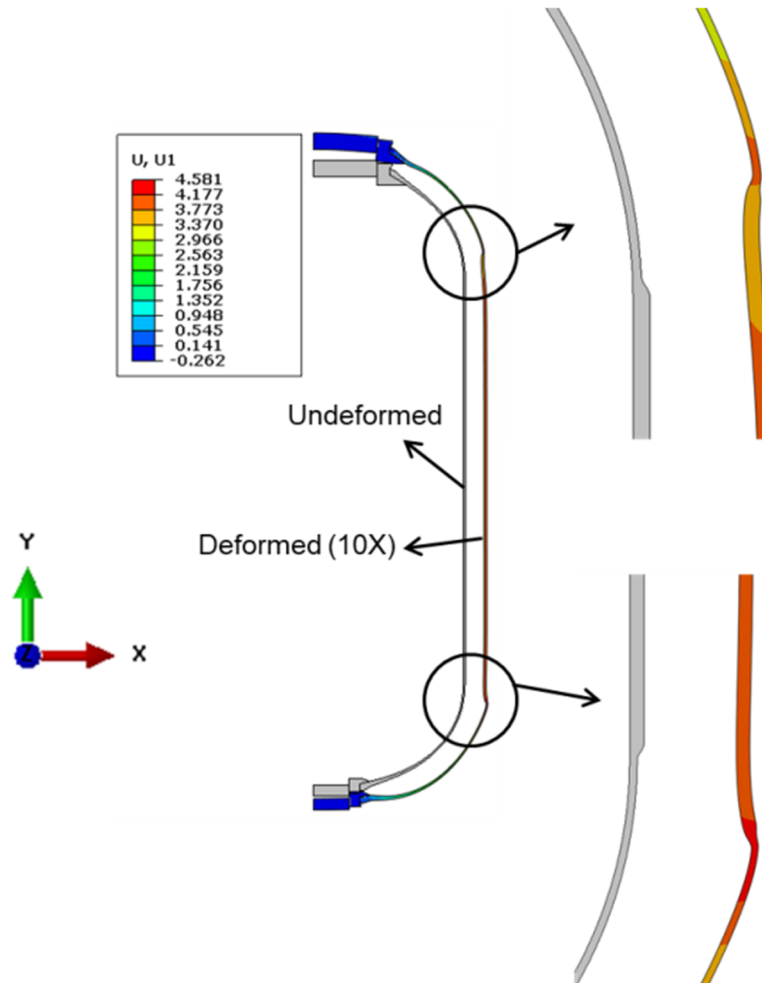 U, U1
4.581
4.177
3.773
3.370
2.966
2.563
2.159
1.756
1.352
0.948
0.545
0.141
-0.262
Undeformed
Deformed (10X)
Y
Z
X